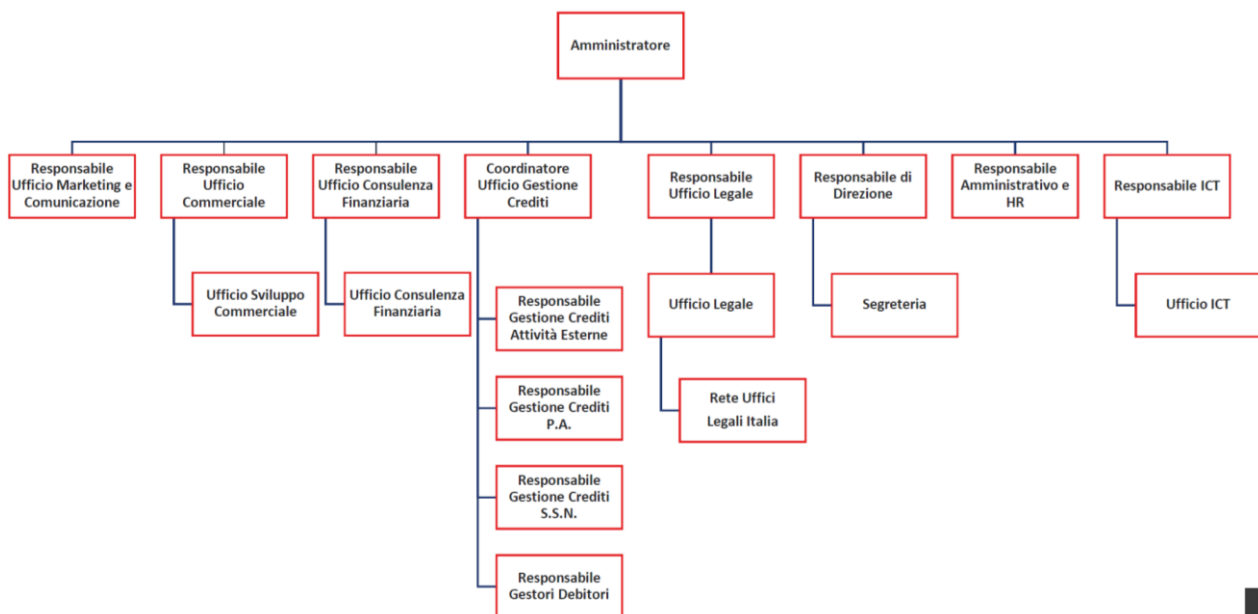 Amministratore
Responsabile
Ufficio Marketing e
Comunicazione
Responsabile
Ufficio
Commerciale
Responsabile
Ufficio Consulenza
Finanziaria
Coordinatore
Ufficio Gestione
Crediti
Responsabile
Ufficio Legale
Responsabile di
Direzione
Responsabile
Amministrativo e
HR
Responsabile ICT
Ufficio Sviluppo
Commerciale
Ufficio Consulenza
Finanziaria
Responsabile
Gestione Crediti
Attività Esterne
Ufficio Legale
Segreteria
Ufficio ICT
Responsabile
Gestione Crediti
P.A.
Rete Uffici
Legali Italia
Responsabile
Gestione Crediti
S.S.N.
Responsabile
Gestori Debitori